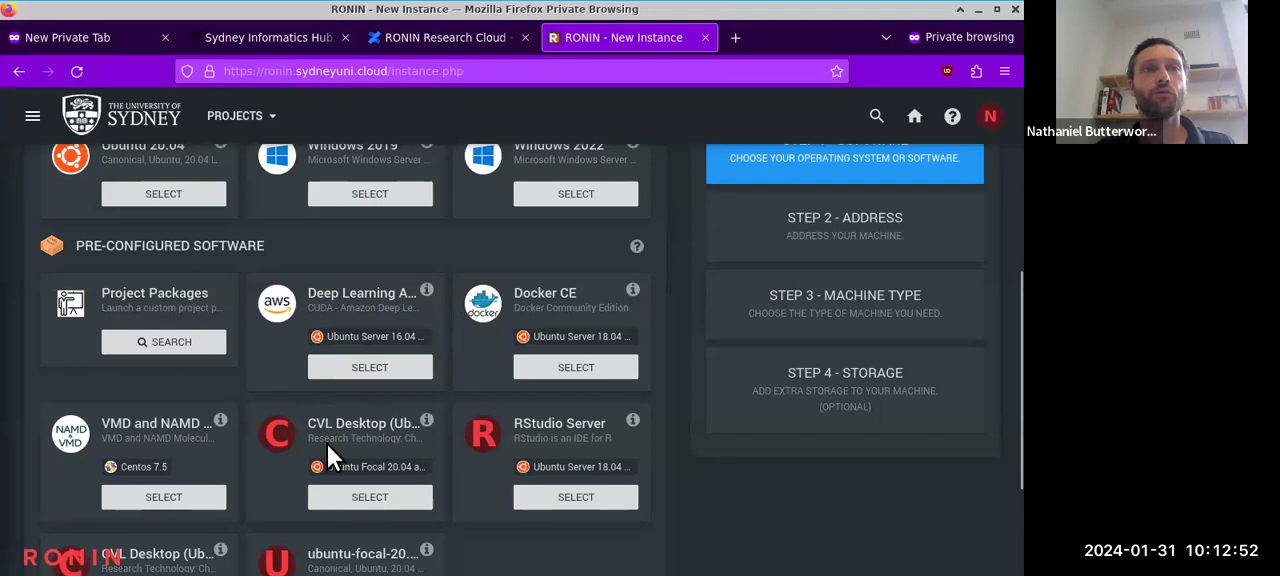 RONIN - New Instance — Mozilla Firefox Private Browsing
New Private Tab
Sydney Informatics Hub
RONIN Research Cloud -
RONIN - New Instance
Private browsing
https://ronin.sydneyuni.cloud/instance.php
THE UNIVERSITY OF
SYDNEY
PROJECTS
N
Nathaniel Butterwor...
Ubuntu 20.04
Canonical, Ubuntu, 20.04 L...
SELECT
Windows 2019
Microsoft Windows Server ...
SELECT
Windows 2022
Microsoft Windows Server ...
SELECT
CHOOSE YOUR OPERATING SYSTEM OR SOFTWARE.
STEP 2 - ADDRESS
ADDRESS YOUR MACHINE.
STEP 3 - MACHINE TYPE
CHOOSE THE TYPE OF MACHINE YOU NEED.
STEP 4 - STORAGE
ADD EXTRA STORAGE TO YOUR MACHINE.
(OPTIONAL)
PRE-CONFIGURED SOFTWARE
Project Packages
Launch a custom project p...
SEARCH
aws
Deep Learning A...
CUDA - Amazon Deep Le...
Ubuntu Server 16.04 ...
SELECT
docker
Docker CE
Docker Community Edition
Ubuntu Server 18.04 ...
SELECT
NAMD
VMD
VMD and NAMD ...
VMD and NAMD Molecul...
Centos 7.5
SELECT
C
CVL Desktop (Ub...
Research Technology: Ch...
Focal 20.04 a...
SELECT
R
RStudio Server
RStudio is an IDE for R
Ubuntu Server 18.04 ...
SELECT
CVL Desktop (Ub...
Research Technology: Ch...
U
ubuntu-focal-20....
Canonical, Ubuntu, 20.04 ...
RONIN
2024-01-31 10:12:52